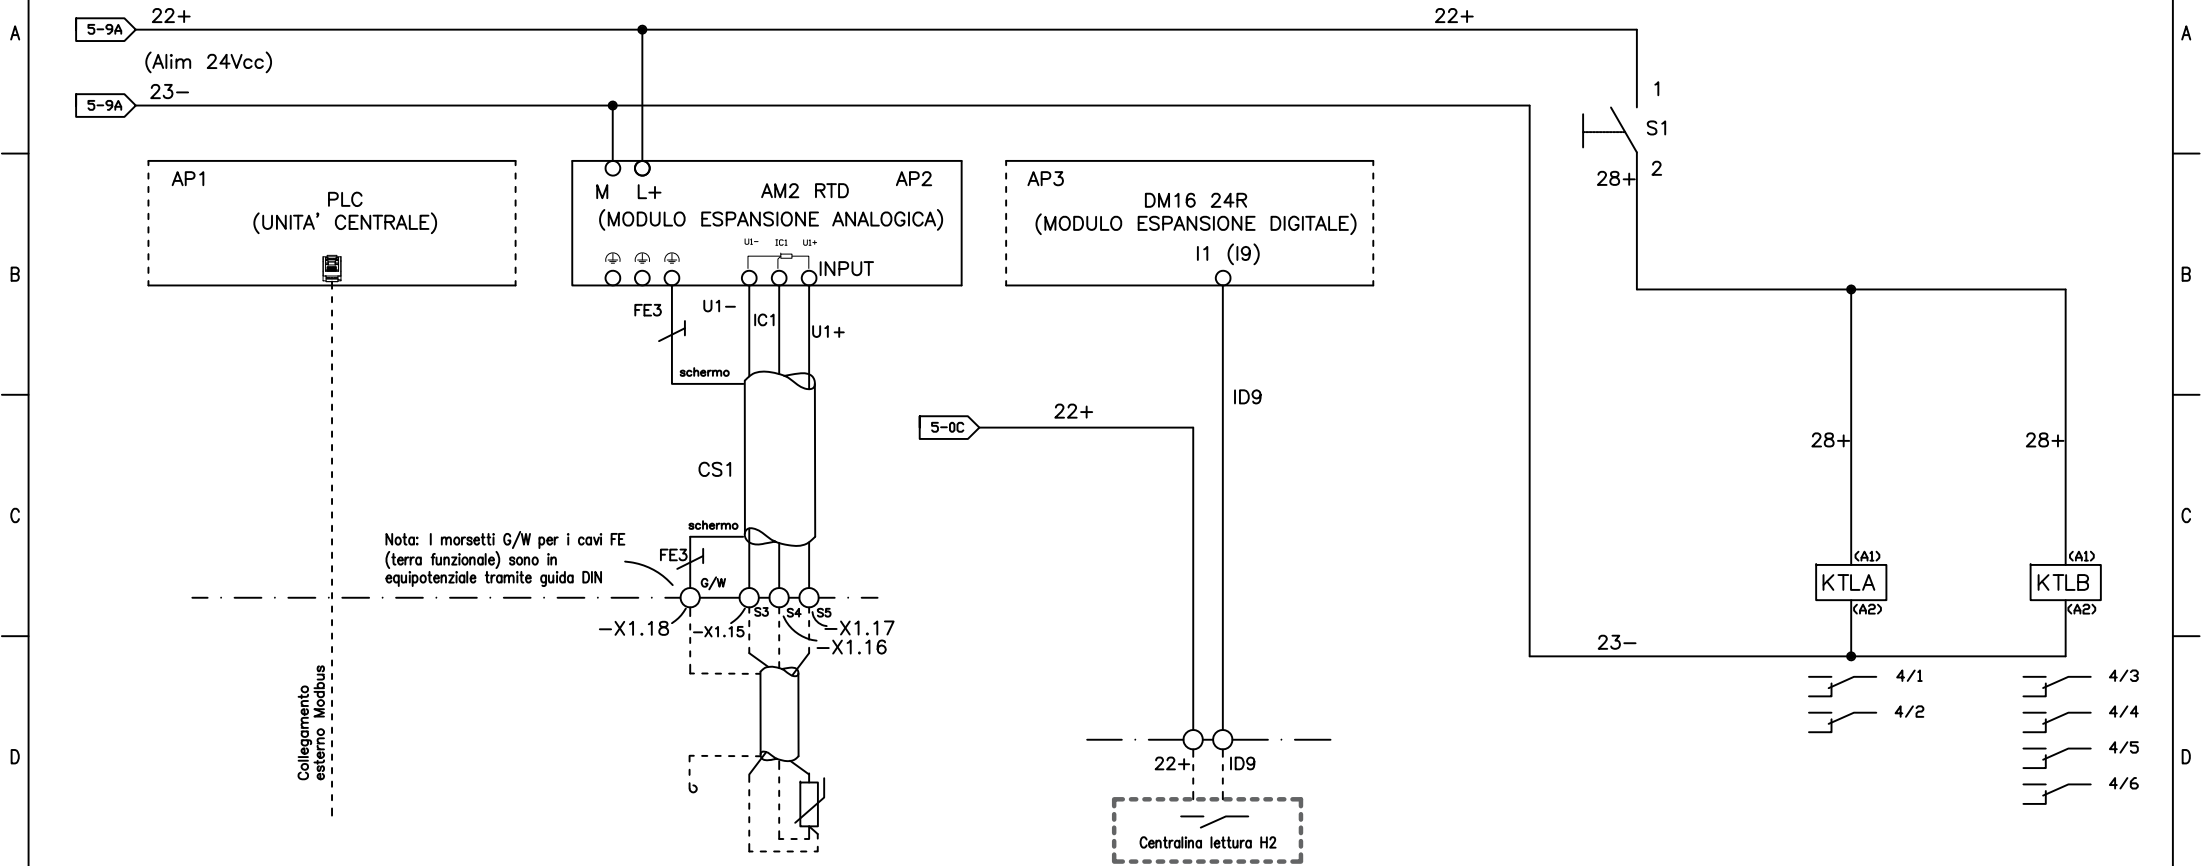 A
5-9A
22+
22+
A
(Alim 24Vcc)
5-9A
23-
1
S1
2
28+
AP1
PLC
(UNITA' CENTRALE)
M
L+
AM2 RTD
AP2
(MODULO ESPANSIONE ANALOGICA)
U1-
IC1
U1+
INPUT
AP3
DM16 24R
(MODULO ESPANSIONE DIGITALE)
I1 (I9)
B
B
FE3
U1-
IC1
U1+
schermo
ID9
5-0C
22+
28+
28+
CS1
C
C
schermo
Nota: I morsetti G/W per i cavi FE
(terra funzionale) sono in
equipotenziale tramite guida DIN
FE3
G/W
S3
S4
S5
-X1.18
-X1.15
-X1.17
-X1.16
(A1)
KTLA
(A2)
(A1)
KTLB
(A2)
23-
4/1
4/2
4/3
4/4
4/5
4/6
Collegamento
esterno Modbus
D
D
22+
ID9
Centralina lettura H2